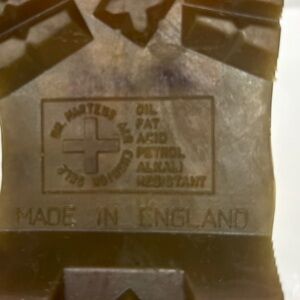 DR. MARTENS AIR CUSHION SOLE
OIL
FAT
ACID
PETROL
ALKALI
RESISTANT
MADE IN ENGLAND